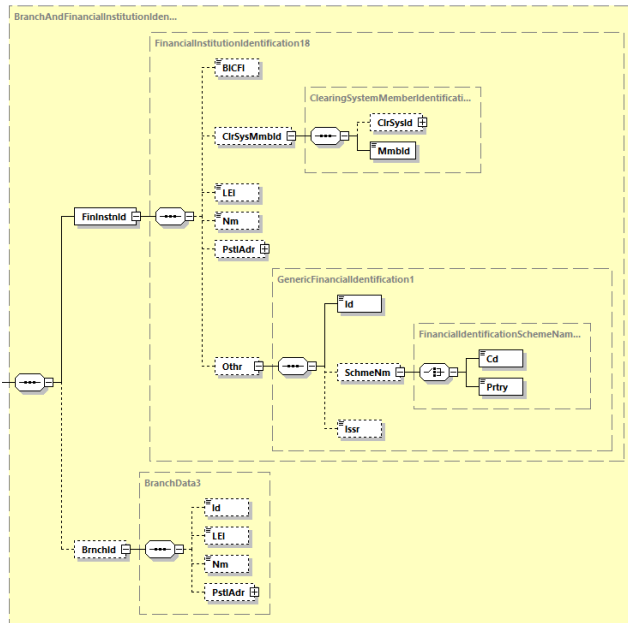 BranchAndFinancialInstitutionIden...
FinancialInstitutionIdentification18
BICFI
ClearingSystemMemberIdentificati...
ClrSysMmbId
ClrSysId
MmbId
LEI
FinInstnId
Nm
PstlAdr
GenericFinancialIdentification1
Id
FinancialIdentificationSchemeNam...
Othr
SchmeNm
Cd
Prtry
Issr
BranchData3
Id
LEI
BrnchId
Nm
PstlAdr